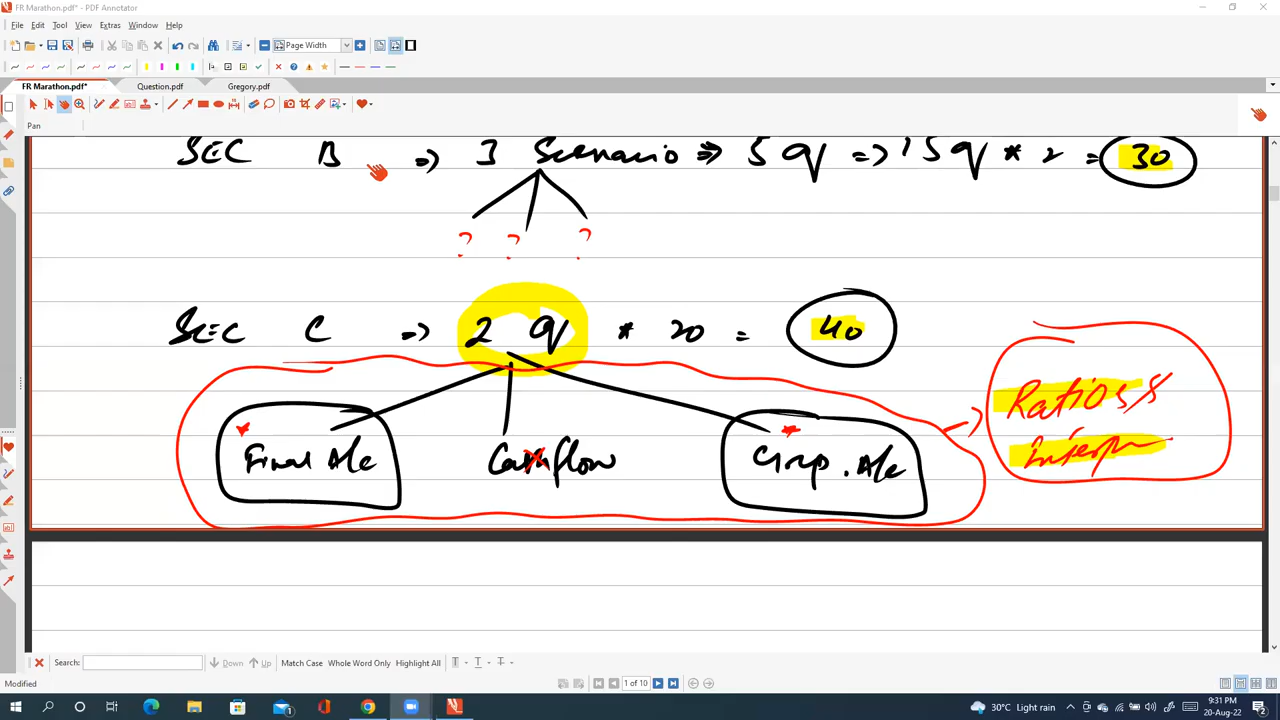 FR Marathon.pdf* - PDF Annotator
File Edit Tool View Extras Window Help
Page Width
FR Marathon.pdf* Question.pdf Gregory.pdf
Pan
SEC B => 3 Scenario => 5 q => 15 q * 2 = 30
? ? ?
SEC C => 2 q * 20 = 40
Ratios &
Interpn
Final A/c Cashflow Grp. A/c
Search: Down Up Match Case Whole Word Only Highlight All
Modified 1 of 10
30°C Light rain 9:31 PM
20-Aug-22